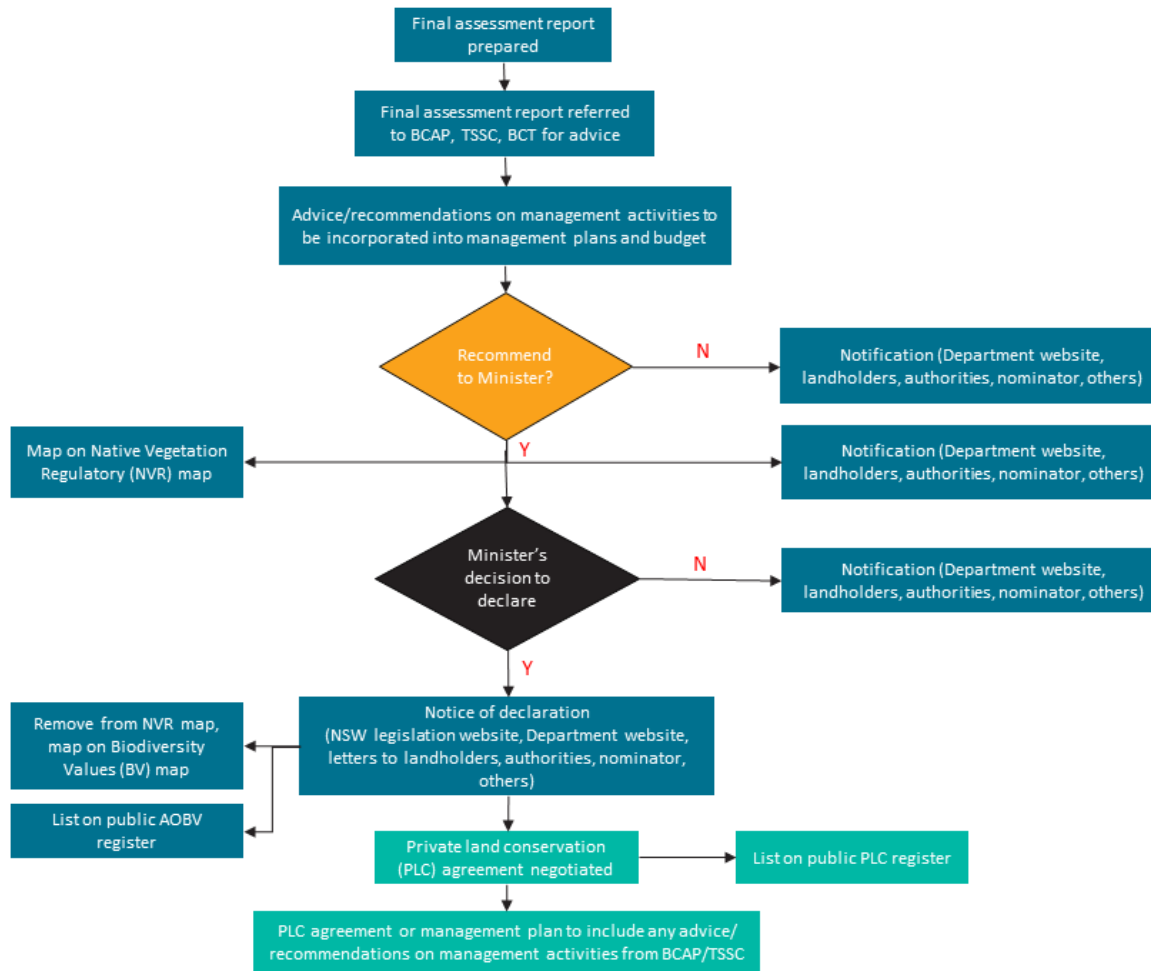 Final assessment report
prepared
Final assessment report referred
to BCAP, TSSC, BCT for advice
Advice/recommendations on management activities to
be incorporated into management plans and budget
Recommend
to Minister?
N
Notification (Department website,
landholders, authorities, nominator, others)
Y
Map on Native Vegetation
Regulatory (NVR) map
Notification (Department website,
landholders, authorities, nominator, others)
Minister's
decision to
declare
N
Notification (Department website,
landholders, authorities, nominator, others)
Y
Notice of declaration
(NSW legislation website, Department website,
letters to landholders, authorities, nominator,
others)
Remove from NVR map,
map on Biodiversity
Values (BV) map
List on public AOBV
register
Private land conservation
(PLC) agreement negotiated
List on public PLC register
PLC agreement or management plan to include any advice/
recommendations on management activities from BCAP/TSSC